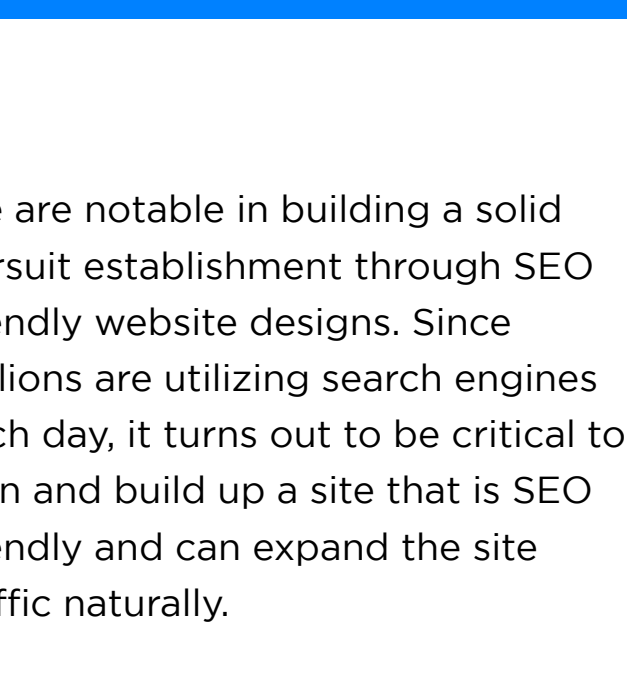 e are notable in building a solid
rsuit establishment through SEO
endly website designs. Since
lions are utilizing search engines
ch day, it turns out to be critical to
n and build up a site that is SEO
endly and can expand the site
ffic naturally.